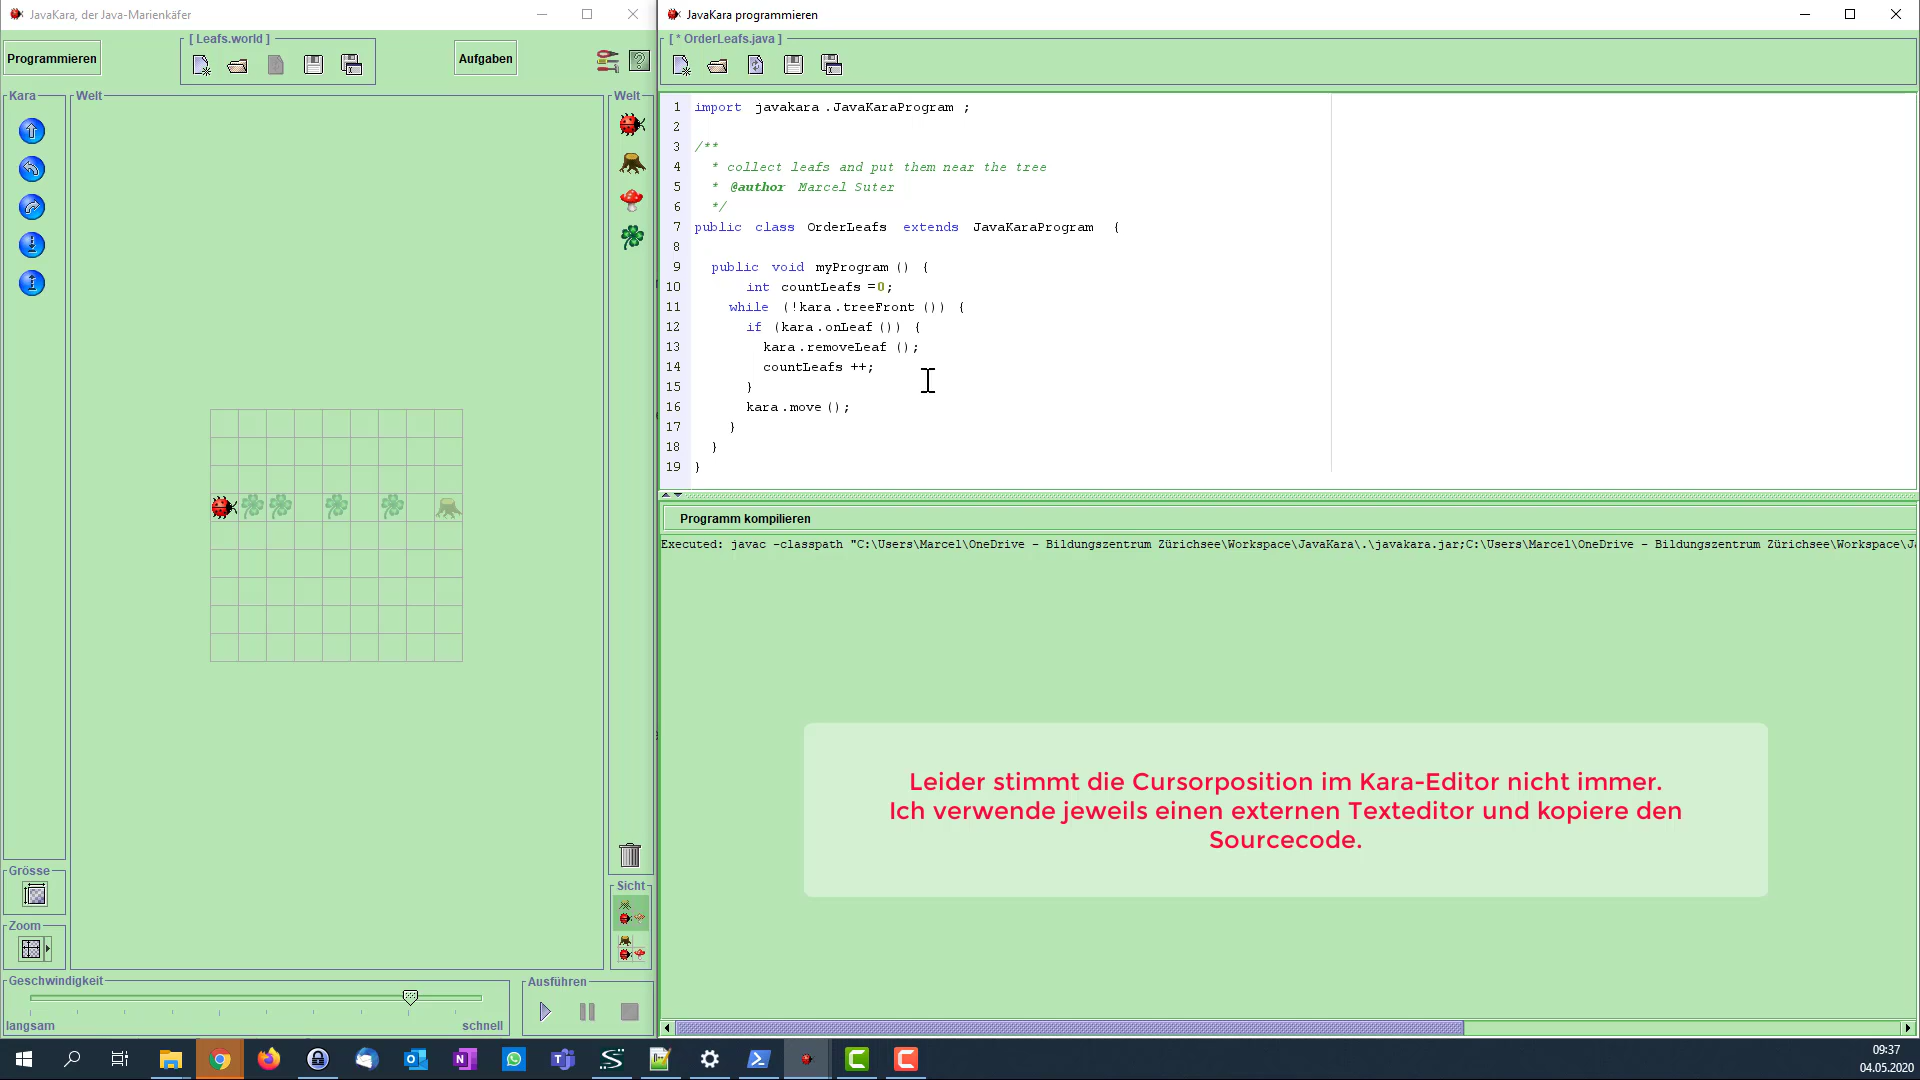 JavaKara, der Java-Marienkäfer
Programmieren
[ Leafs.world ]
Aufgaben
Kara
Welt
Welt
Grösse
Zoom
Sicht
Geschwindigkeit
langsam
schnell
Ausführen
JavaKara programmieren
[ * OrderLeafs.java ]
1 import javakara.JavaKaraProgram ;
2
3 /**
4 * collect leafs and put them near the tree
5 * @author Marcel Suter
6 */
7 public class OrderLeafs extends JavaKaraProgram {
8
9 public void myProgram () {
10 int countLeafs =0;
11 while (!kara.treeFront ()) {
12 if (kara.onLeaf ()) {
13 kara.removeLeaf ();
14 countLeafs ++;
15 }
16 kara.move ();
17 }
18 }
19 }
Programm kompilieren
Executed: javac -classpath "C:\Users\Marcel\OneDrive - Bildungszentrum Zürichsee\Workspace\JavaKara\.\javakara.jar;C:\Users\Marcel\OneDrive - Bildungszentrum Zürichsee\Workspace\J
Leider stimmt die Cursorposition im Kara-Editor nicht immer.
Ich verwende jeweils einen externen Texteditor und kopiere den
Sourcecode.
09:37
04.05.2020